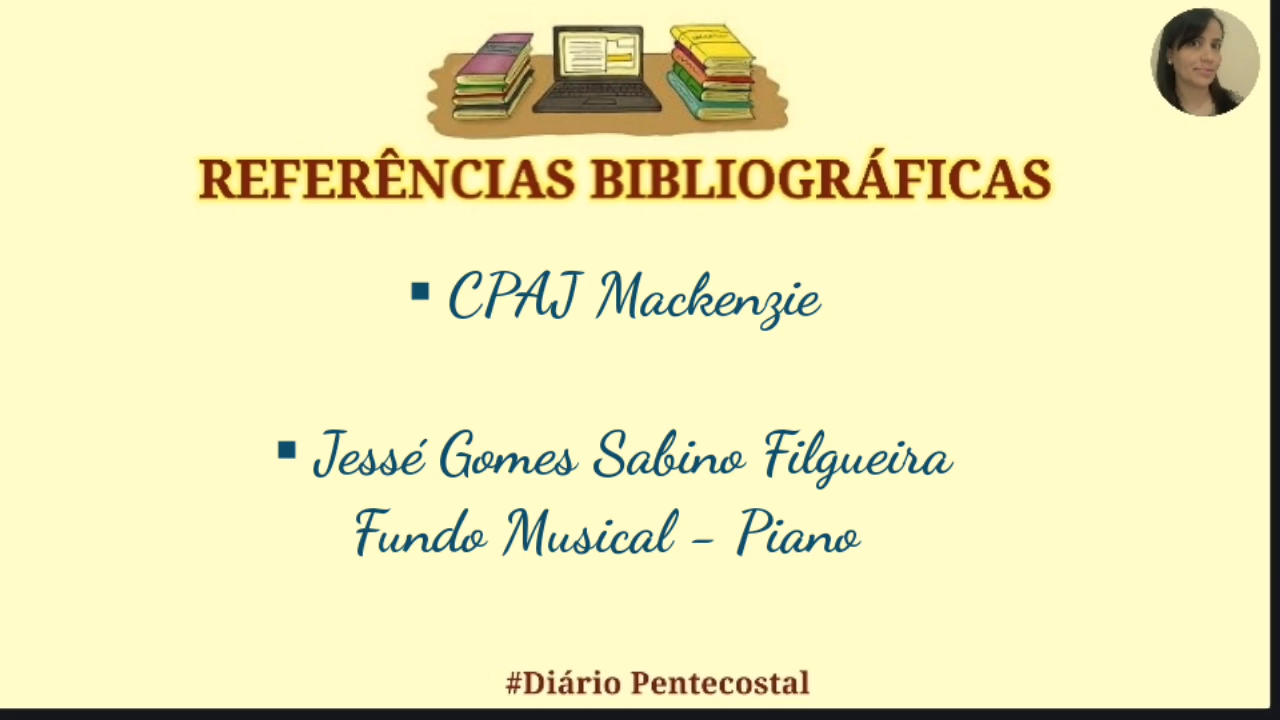 REFERÊNCIAS BIBLIOGRÁFICAS
▪ CPAJ Mackenzie
▪ Jessé Gomes Sabino Filgueira
Fundo Musical - Piano
#Diário Pentecostal